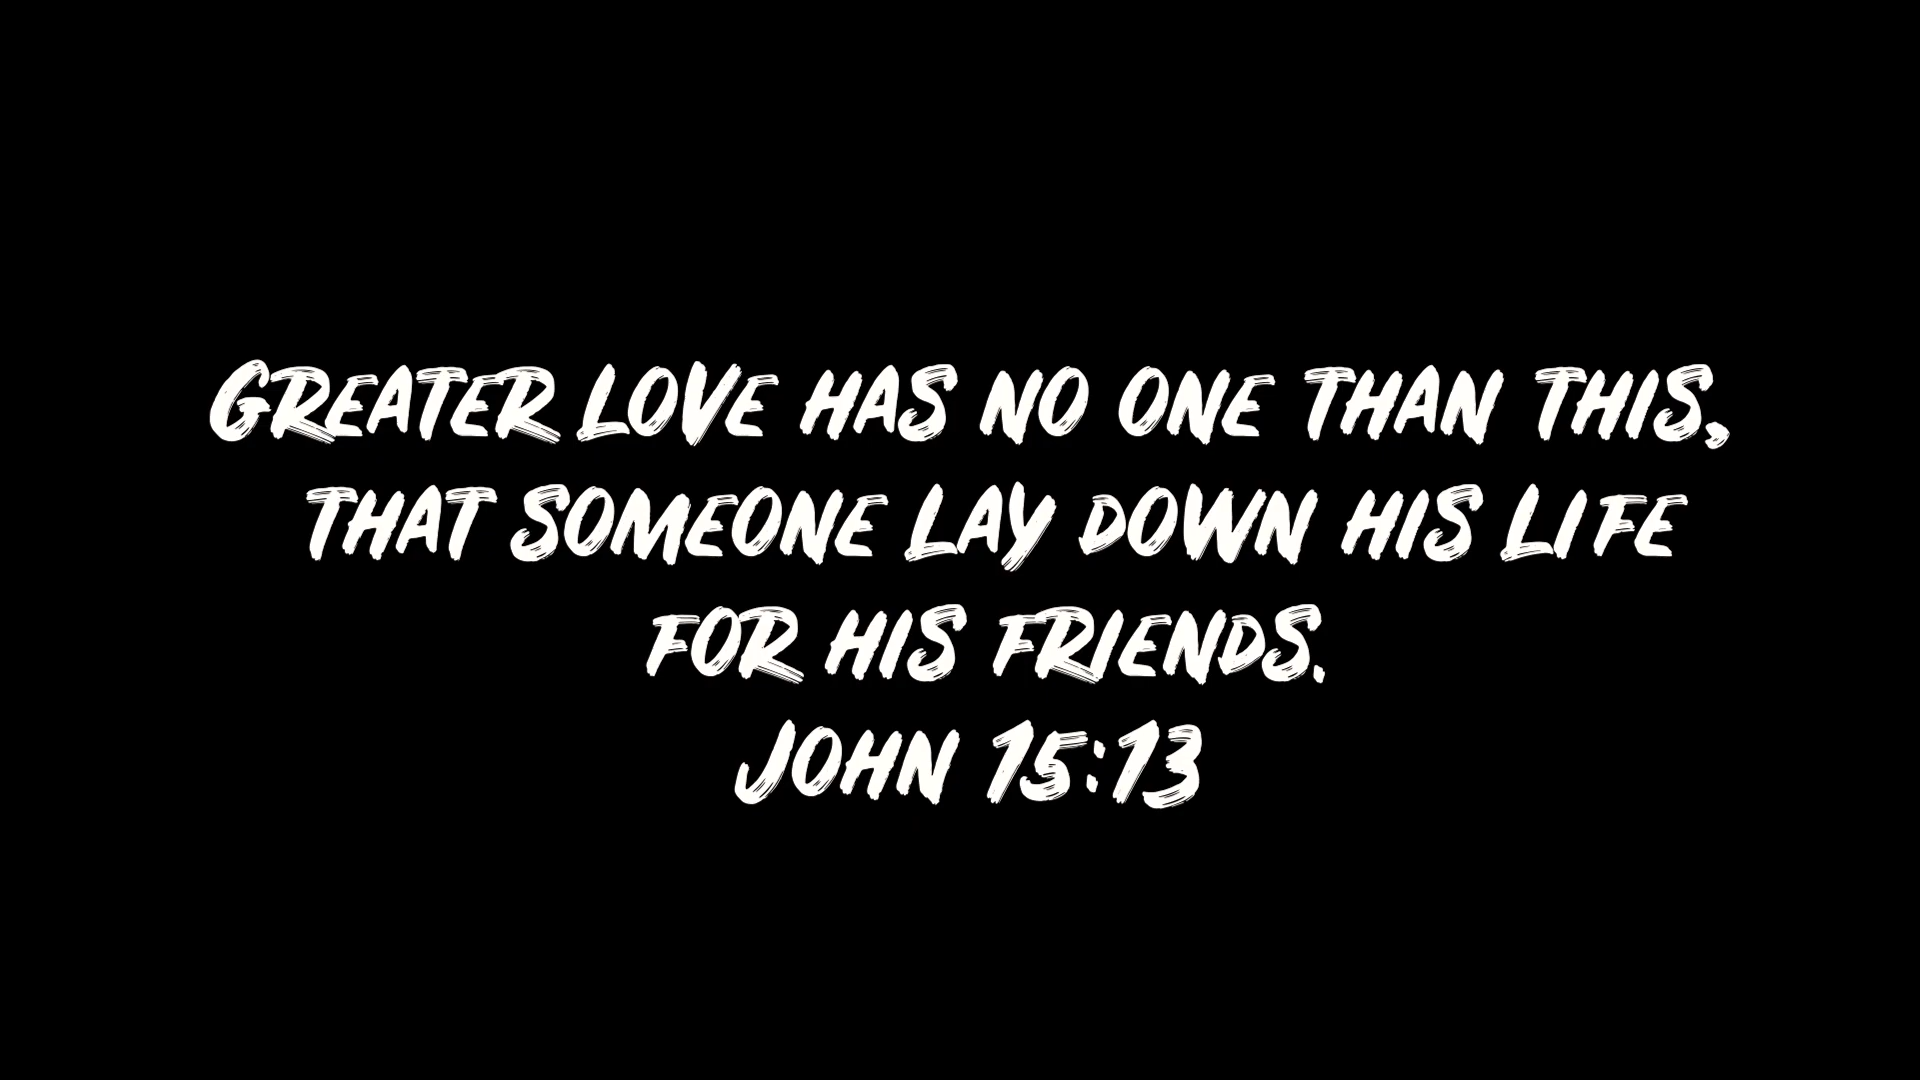 GREATER LOVE HAS NO ONE THAN THIS,
THAT SOMEONE LAY DOWN HIS LIFE
FOR HIS FRIENDS.
JOHN 15:13